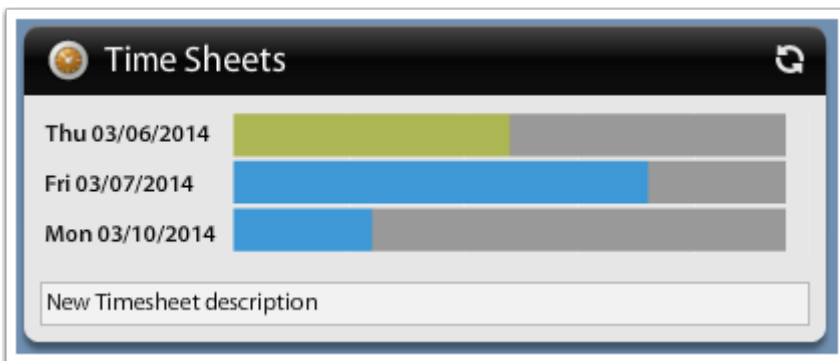 Time Sheets
Thu 03/06/2014
Fri 03/07/2014
Mon 03/10/2014
New Timesheet description